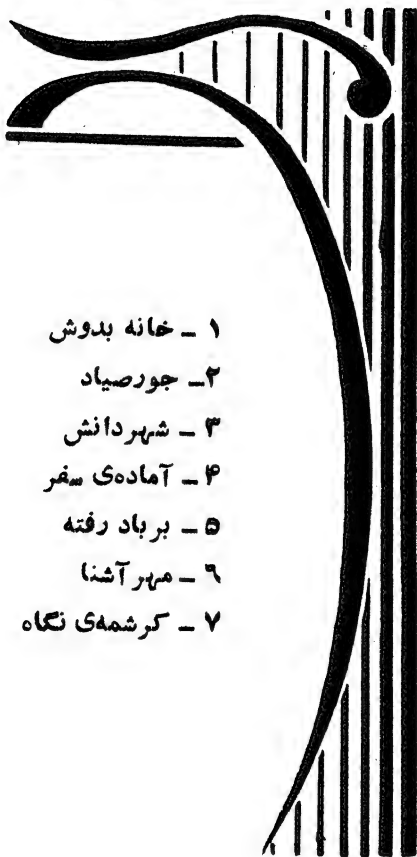 ۱ ـ خانه بدوش
۲ـ جورصیاد
۳ ـ شهردانش
۴ ـ آماده‌ی سفر
۵ ـ برباد رفته
۶ ـ مهرآشنا
۷ ـ کرشمه‌ی نگاه